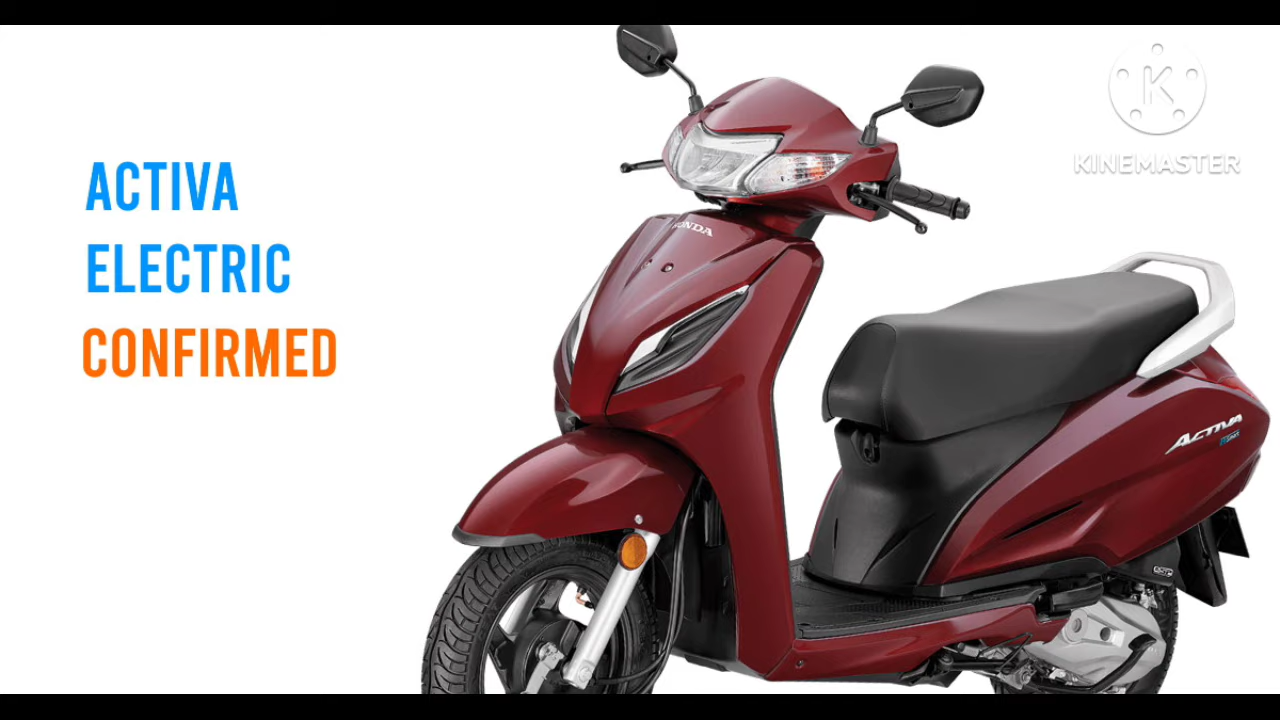 ACTIVA
ELECTRIC
CONFIRMED
K
KINEMASTER
HONDA
ACTIVA